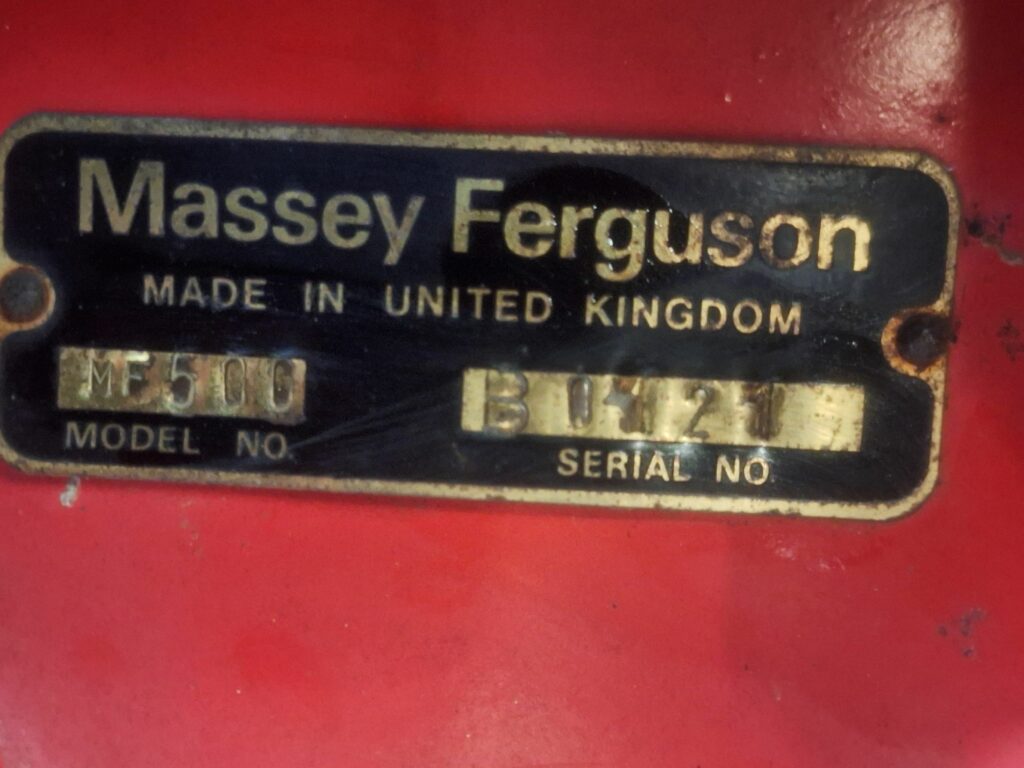 Massey Ferguson
MADE IN UNITED KINGDOM
MF500
MODEL NO.
SERIAL NO.